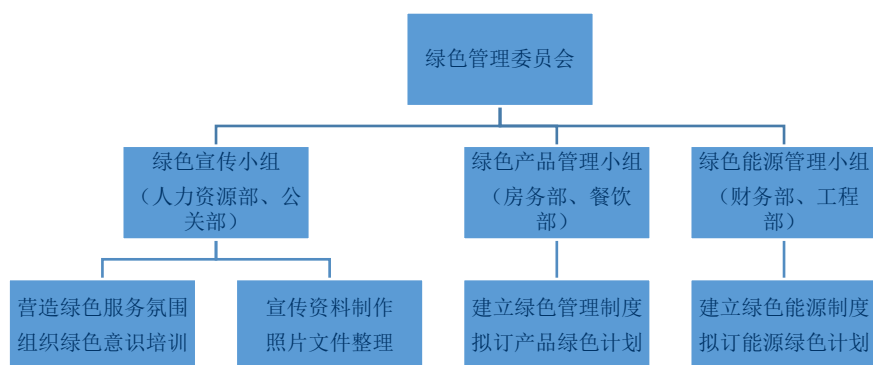 绿色管理委员会
绿色宣传小组
（人力资源部、公
关部）
绿色产品管理小组
（房务部、餐饮
部）
绿色能源管理小组
（财务部、工程
部）
营造绿色服务氛围
组织绿色意识培训
宣传资料制作
照片文件整理
建立绿色管理制度
拟订产品绿色计划
建立绿色能源制度
拟订能源绿色计划